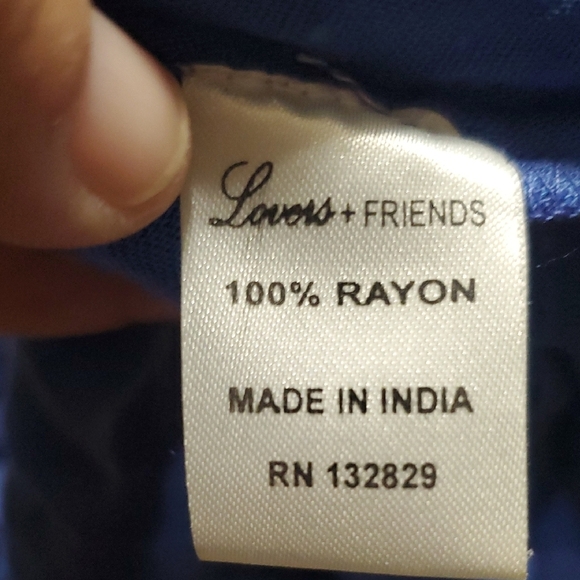 Lovers + FRIENDS
100% RAYON
MADE IN INDIA
RN 132829